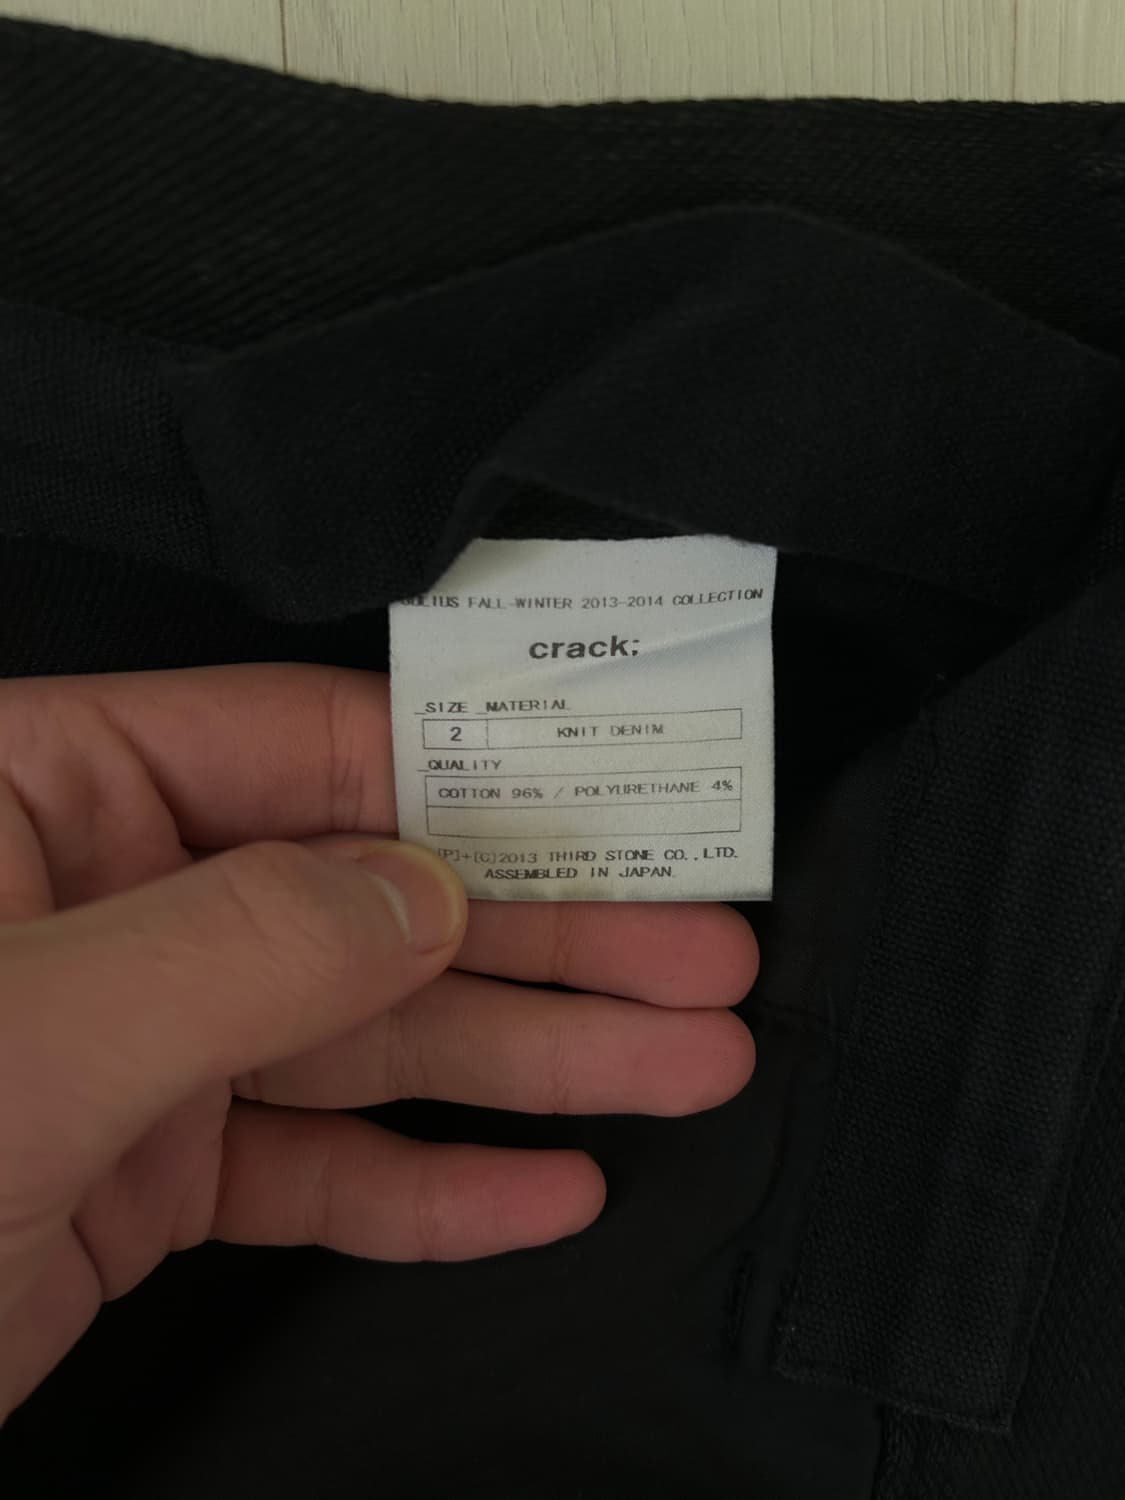 JULIUS FALL-WINTER 2013-2014 COLLECTION
crack;
_SIZE _MATERIAL
2 KNIT DENIM
_QUALITY
COTTON 96% / POLYURETHANE 4%
[P]+[C]2013 THIRD STONE CO.,LTD.
ASSEMBLED IN JAPAN.